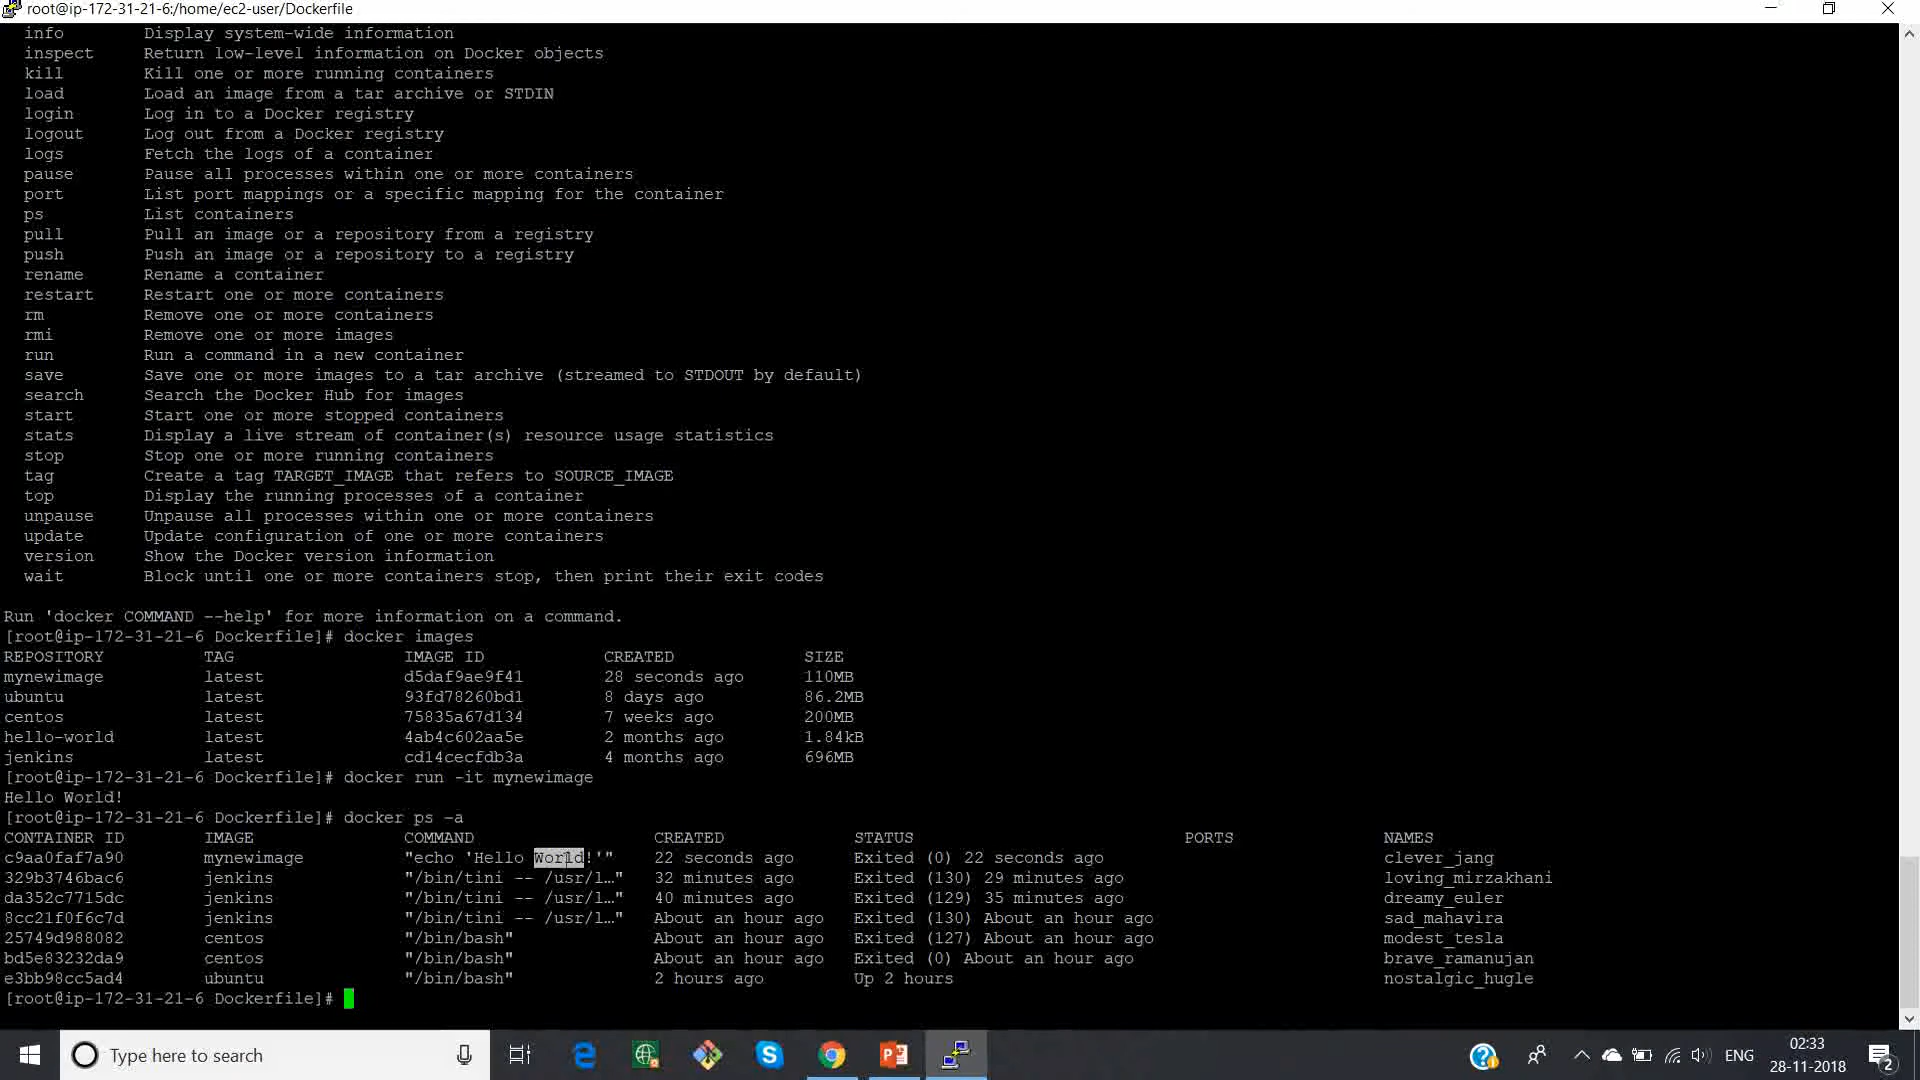 root@ip-172-31-21-6:/home/ec2-user/Dockerfile
info Display system-wide information
inspect Return low-level information on Docker objects
kill Kill one or more running containers
load Load an image from a tar archive or STDIN
login Log in to a Docker registry
logout Log out from a Docker registry
logs Fetch the logs of a container
pause Pause all processes within one or more containers
port List port mappings or a specific mapping for the container
ps List containers
pull Pull an image or a repository from a registry
push Push an image or a repository to a registry
rename Rename a container
restart Restart one or more containers
rm Remove one or more containers
rmi Remove one or more images
run Run a command in a new container
save Save one or more images to a tar archive (streamed to STDOUT by default)
search Search the Docker Hub for images
start Start one or more stopped containers
stats Display a live stream of container(s) resource usage statistics
stop Stop one or more running containers
tag Create a tag TARGET_IMAGE that refers to SOURCE_IMAGE
top Display the running processes of a container
unpause Unpause all processes within one or more containers
update Update configuration of one or more containers
version Show the Docker version information
wait Block until one or more containers stop, then print their exit codes
Run 'docker COMMAND --help' for more information on a command.
[root@ip-172-31-21-6 Dockerfile]# docker images
REPOSITORY TAG IMAGE ID CREATED SIZE
mynewimage latest d5daf9ae9f41 28 seconds ago 110MB
ubuntu latest 93fd78260bd1 8 days ago 86.2MB
centos latest 75835a67d134 7 weeks ago 200MB
hello-world latest 4ab4c602aa5e 2 months ago 1.84kB
jenkins latest cd14cecfdb3a 4 months ago 696MB
[root@ip-172-31-21-6 Dockerfile]# docker run -it mynewimage
Hello World!
[root@ip-172-31-21-6 Dockerfile]# docker ps -a
CONTAINER ID IMAGE COMMAND CREATED STATUS PORTS NAMES
c9aa0faf7a90 mynewimage "echo 'Hello World!'" 22 seconds ago Exited (0) 22 seconds ago clever_jang
329b3746bac6 jenkins "/bin/tini -- /usr/l…" 32 minutes ago Exited (130) 29 minutes ago loving_mirzakhani
da352c7715dc jenkins "/bin/tini -- /usr/l…" 40 minutes ago Exited (129) 35 minutes ago dreamy_euler
8cc21f0f6c7d jenkins "/bin/tini -- /usr/l…" About an hour ago Exited (130) About an hour ago sad_mahavira
25749d988082 centos "/bin/bash" About an hour ago Exited (127) About an hour ago modest_tesla
bd5e83232da9 centos "/bin/bash" About an hour ago Exited (0) About an hour ago brave_ramanujan
e3bb98cc5ad4 ubuntu "/bin/bash" 2 hours ago Up 2 hours nostalgic_hugle
[root@ip-172-31-21-6 Dockerfile]#
Type here to search
ENG
02:33
28-11-2018
2